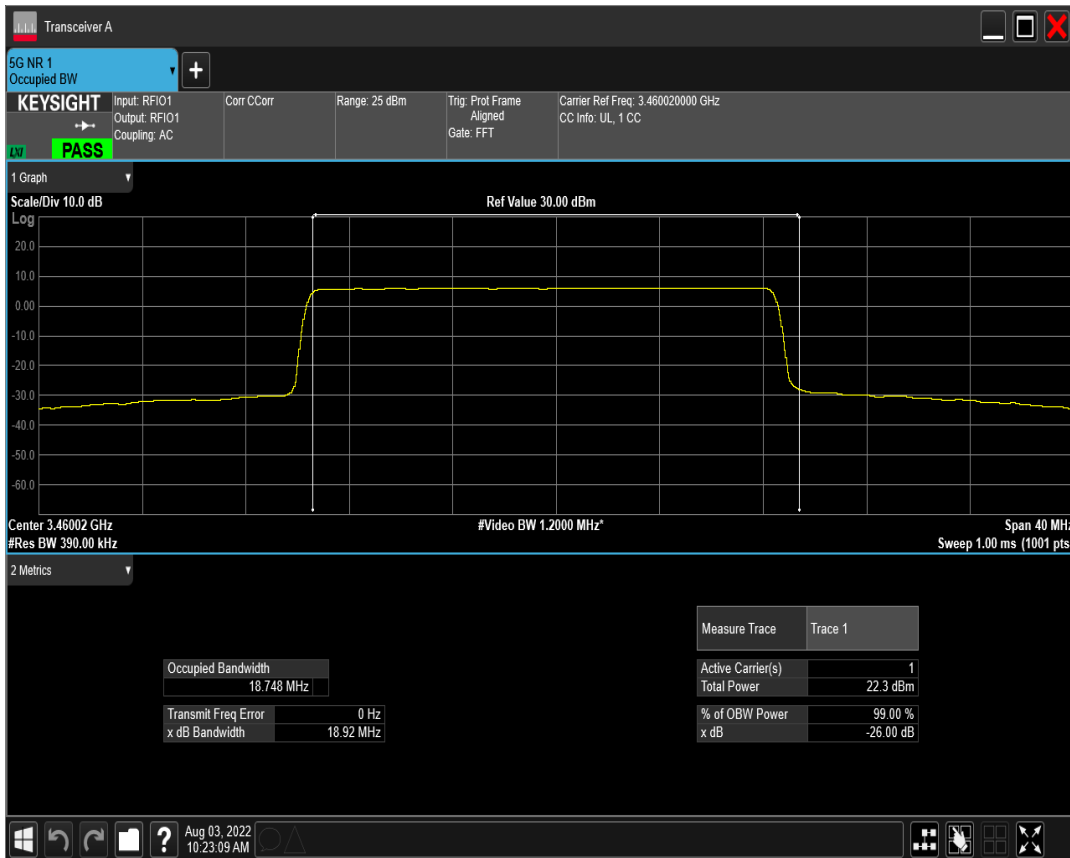 Transceiver A
5G NR 1
Occupied BW
+
KEYSIGHT
LXI
PASS
Input: RFIO1
Output: RFIO1
Coupling: AC
Corr CCorr
Range: 25 dBm
Trig: Prot Frame
Aligned
Gate: FFT
Carrier Ref Freq: 3.460020000 GHz
CC Info: UL, 1 CC
1 Graph
Scale/Div 10.0 dB
Ref Value 30.00 dBm
Log
20.0
10.0
0.00
-10.0
-20.0
-30.0
-40.0
-50.0
-60.0
Center 3.46002 GHz
#Video BW 1.2000 MHz*
Span 40 MHz
#Res BW 390.00 kHz
Sweep 1.00 ms (1001 pts
2 Metrics
Measure Trace Trace 1
Occupied Bandwidth
18.748 MHz
Active Carrier(s) 1
Total Power 22.3 dBm
Transmit Freq Error 0 Hz
x dB Bandwidth 18.92 MHz
% of OBW Power 99.00 %
x dB -26.00 dB
?
Aug 03, 2022
10:23:09 AM